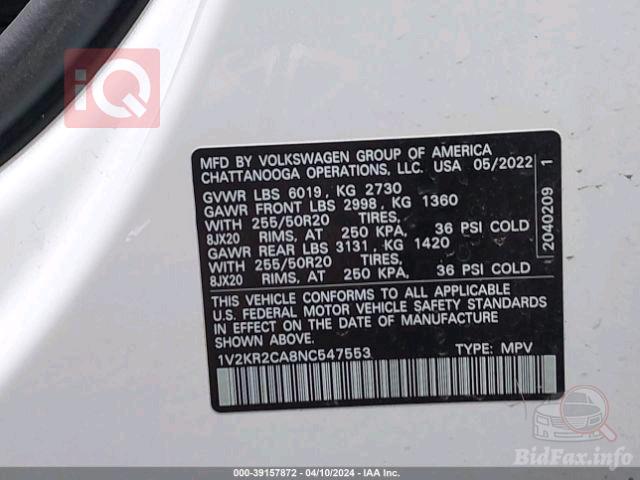 iQ
MFD BY VOLKSWAGEN GROUP OF AMERICA
CHATTANOOGA OPERATIONS, LLC. USA 05/2022
GVWR LBS 6019, KG 2730
GAWR FRONT LBS 2998, KG 1360
WITH 255/50R20 TIRES,
8JX20 RIMS, AT 250 KPA, 36 PSI COLD
GAWR REAR LBS 3131, KG 1420
WITH 255/50R20 TIRES,
8JX20 RIMS, AT 250 KPA, 36 PSI COLD
THIS VEHICLE CONFORMS TO ALL APPLICABLE
U.S. FEDERAL MOTOR VEHICLE SAFETY STANDARDS
IN EFFECT ON THE DATE OF MANUFACTURE
SHOWN ABOVE.
1V2KR2CA8NC547553 TYPE: MPV
2040209 1
000-39157872 - 04/10/2024 - IAA Inc.
BidFax.info